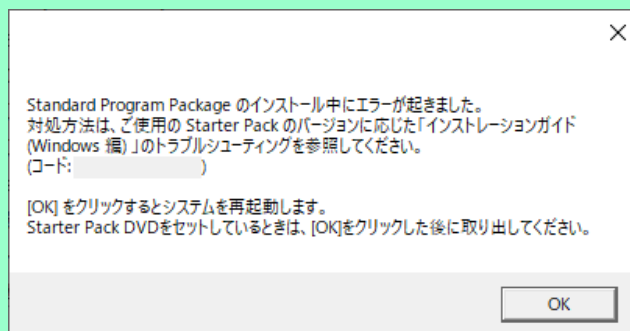 Standard Program Package のインストール中にエラーが起きました。
対処方法は、ご使用の Starter Pack のバージョンに応じた「インストレーションガイド
(Windows 編) 」のトラブルシューティングを参照してください。
(コード: )
[OK] をクリックするとシステムを再起動します。
Starter Pack DVDをセットしているときは、[OK]をクリックした後に取り出してください。
OK